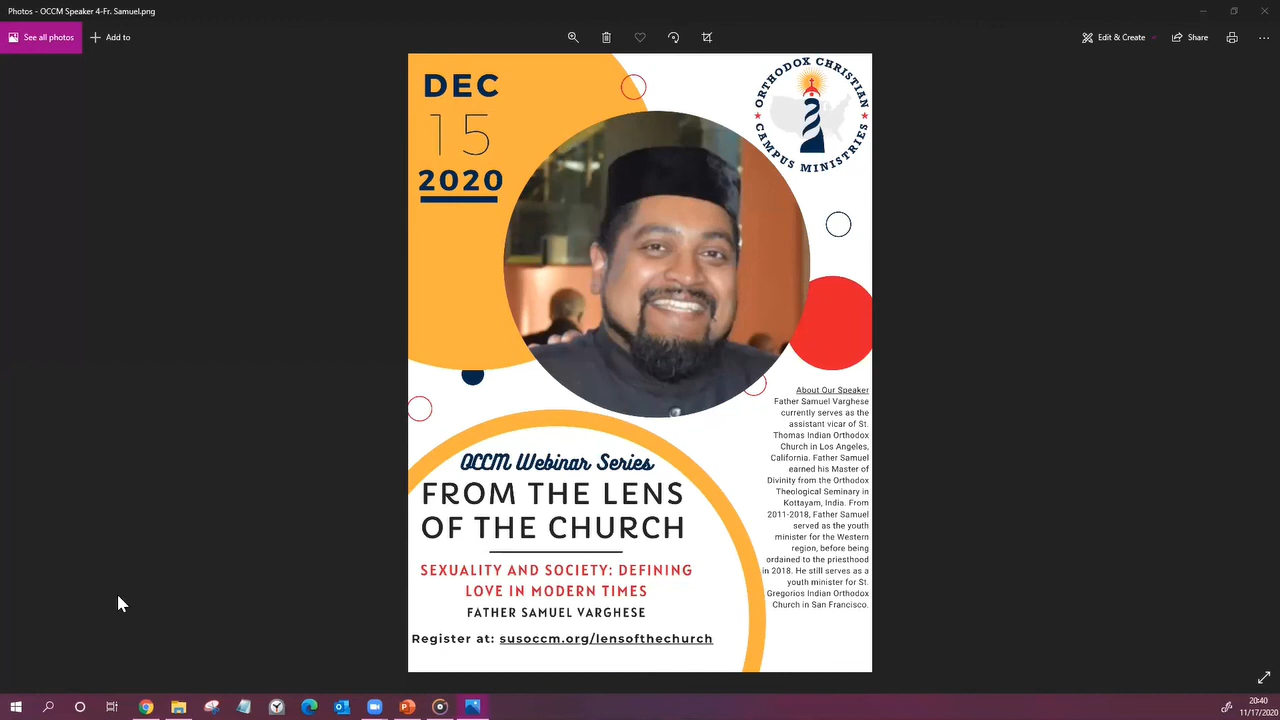 Photos - OCCM Speaker 4-Fr. Samuel.png
See all photos
Add to
Edit & Create
Share
DEC
15
2020
ORTHODOX CHRISTIAN
CAMPUS MINISTRIES
About Our Speaker
Father Samuel Varghese
currently serves as the
assistant vicar of St.
Thomas Indian Orthodox
Church in Los Angeles,
California. Father Samuel
earned his Master of
Divinity from the Orthodox
Theological Seminary in
Kottayam, India. From
2011-2018, Father Samuel
served as the youth
minister for the Western
region, before being
ordained to the priesthood
in 2018. He still serves as a
youth minister for St.
Gregorios Indian Orthodox
Church in San Francisco.
OCCM Webinar Series
FROM THE LENS
OF THE CHURCH
SEXUALITY AND SOCIETY: DEFINING
LOVE IN MODERN TIMES
FATHER SAMUEL VARGHESE
Register at: susoccm.org/lensofthechurch
20:40
11/17/2020